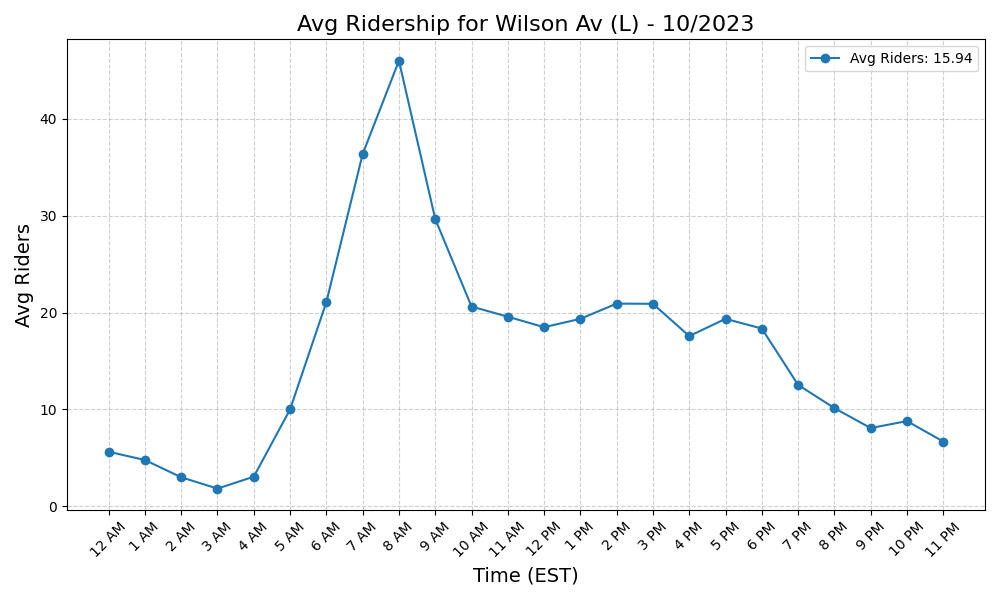 Avg Ridership for Wilson Av (L) - 10/2023
Avg Riders: 15.94
Avg Riders
40
30
20
10
0
12 AM
1 AM
2 AM
3 AM
4 AM
5 AM
6 AM
7 AM
8 AM
9 AM
10 AM
11 AM
12 PM
1 PM
2 PM
3 PM
4 PM
5 PM
6 PM
7 PM
8 PM
9 PM
10 PM
11 PM
Time (EST)